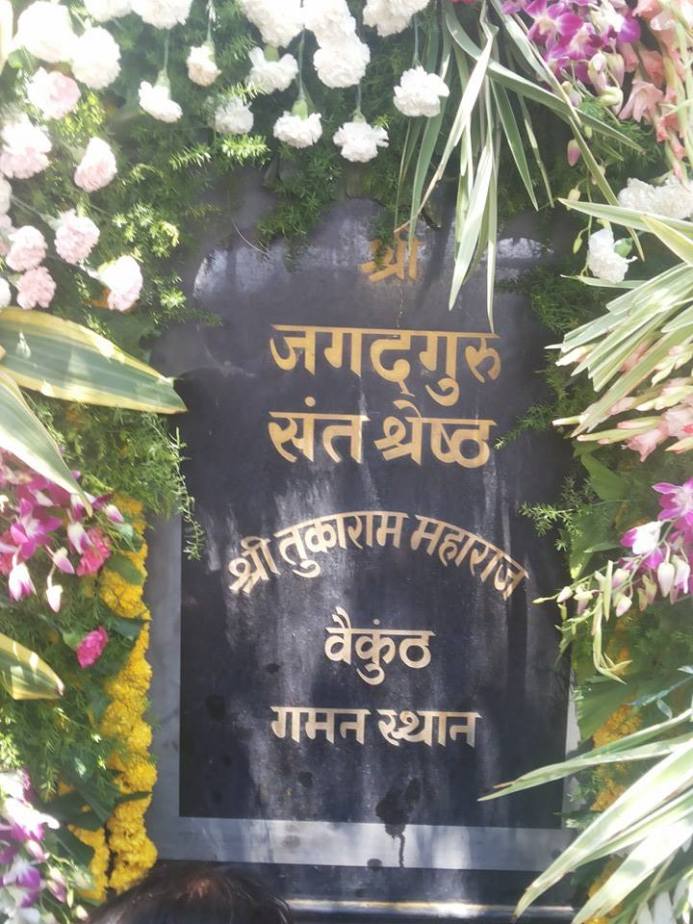 श्री
जगद्गुरु
संत श्रेष्ठ
श्री तुकाराम महाराज
वैकुंठ
गमन स्थान